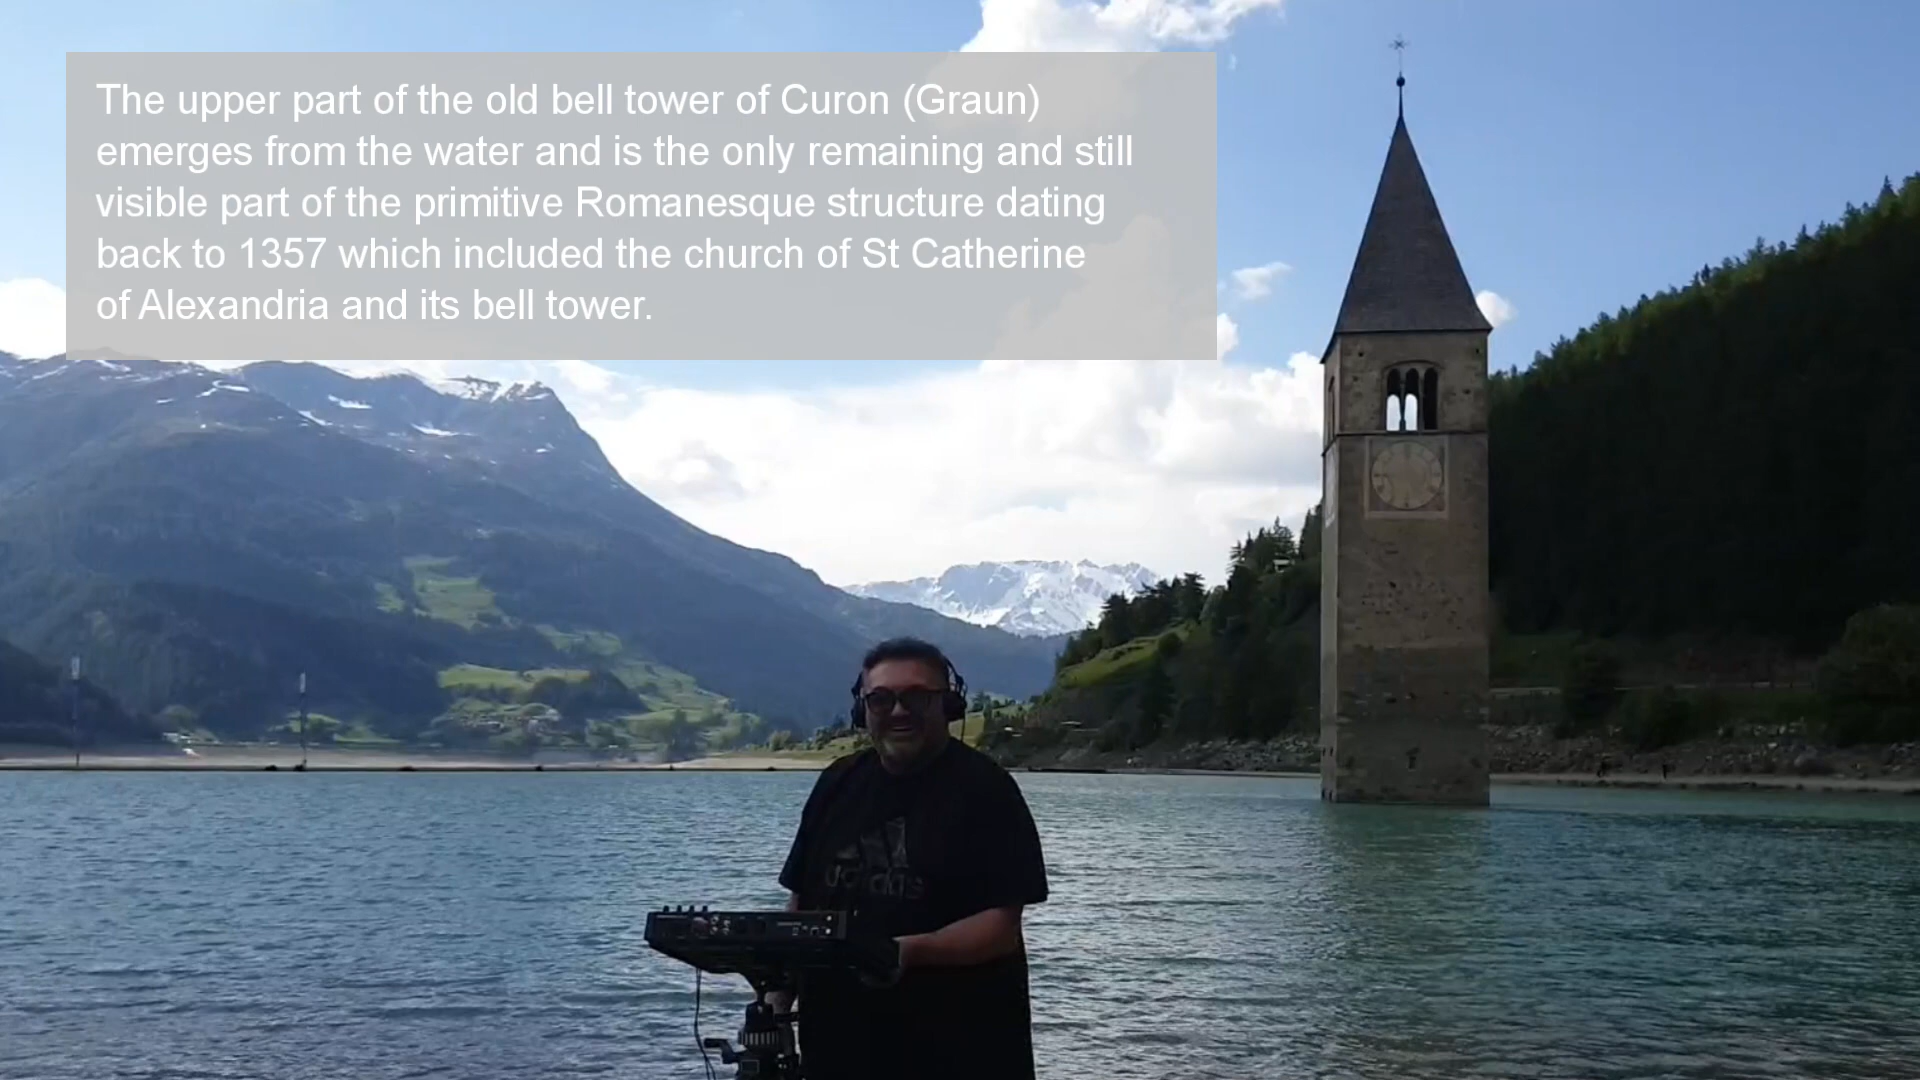 The upper part of the old bell tower of Curon (Graun)
emerges from the water and is the only remaining and still
visible part of the primitive Romanesque structure dating
back to 1357 which included the church of St Catherine
of Alexandria and its bell tower.
adidas